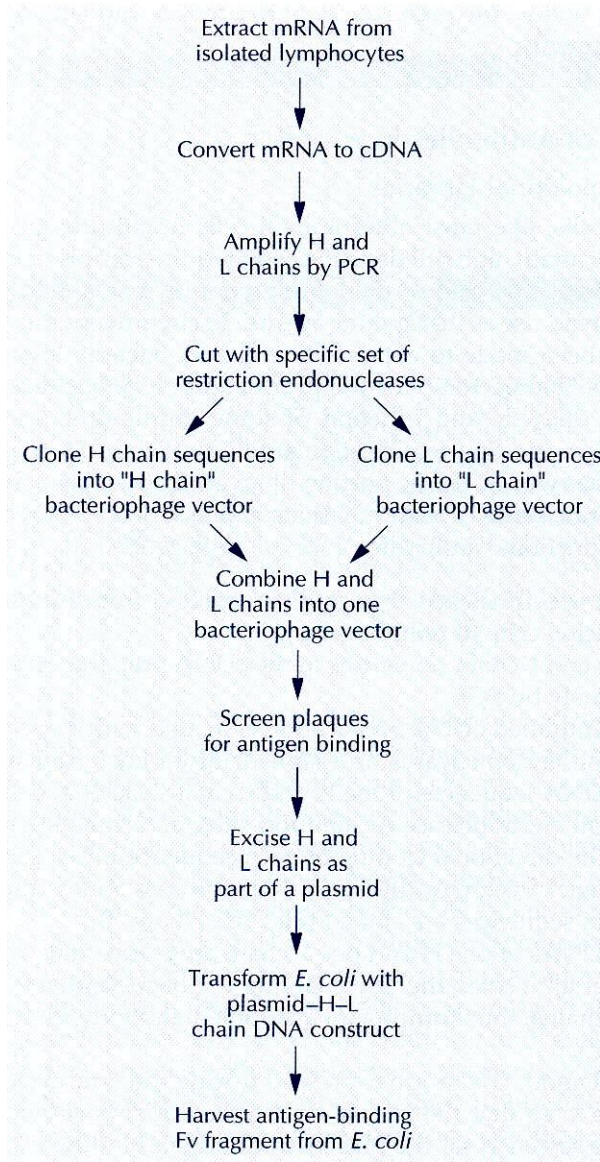 Extract mRNA from
isolated lymphocytes
Convert mRNA to cDNA
Amplify H and
L chains by PCR
Cut with specific set of
restriction endonucleases
Clone H chain sequences
into "H chain"
bacteriophage vector
Clone L chain sequences
into "L chain"
bacteriophage vector
Combine H and
L chains into one
bacteriophage vector
Screen plaques
for antigen binding
Excise H and
L chains as
part of a plasmid
Transform E. coli with
plasmid–H–L
chain DNA construct
Harvest antigen-binding
Fv fragment from E. coli